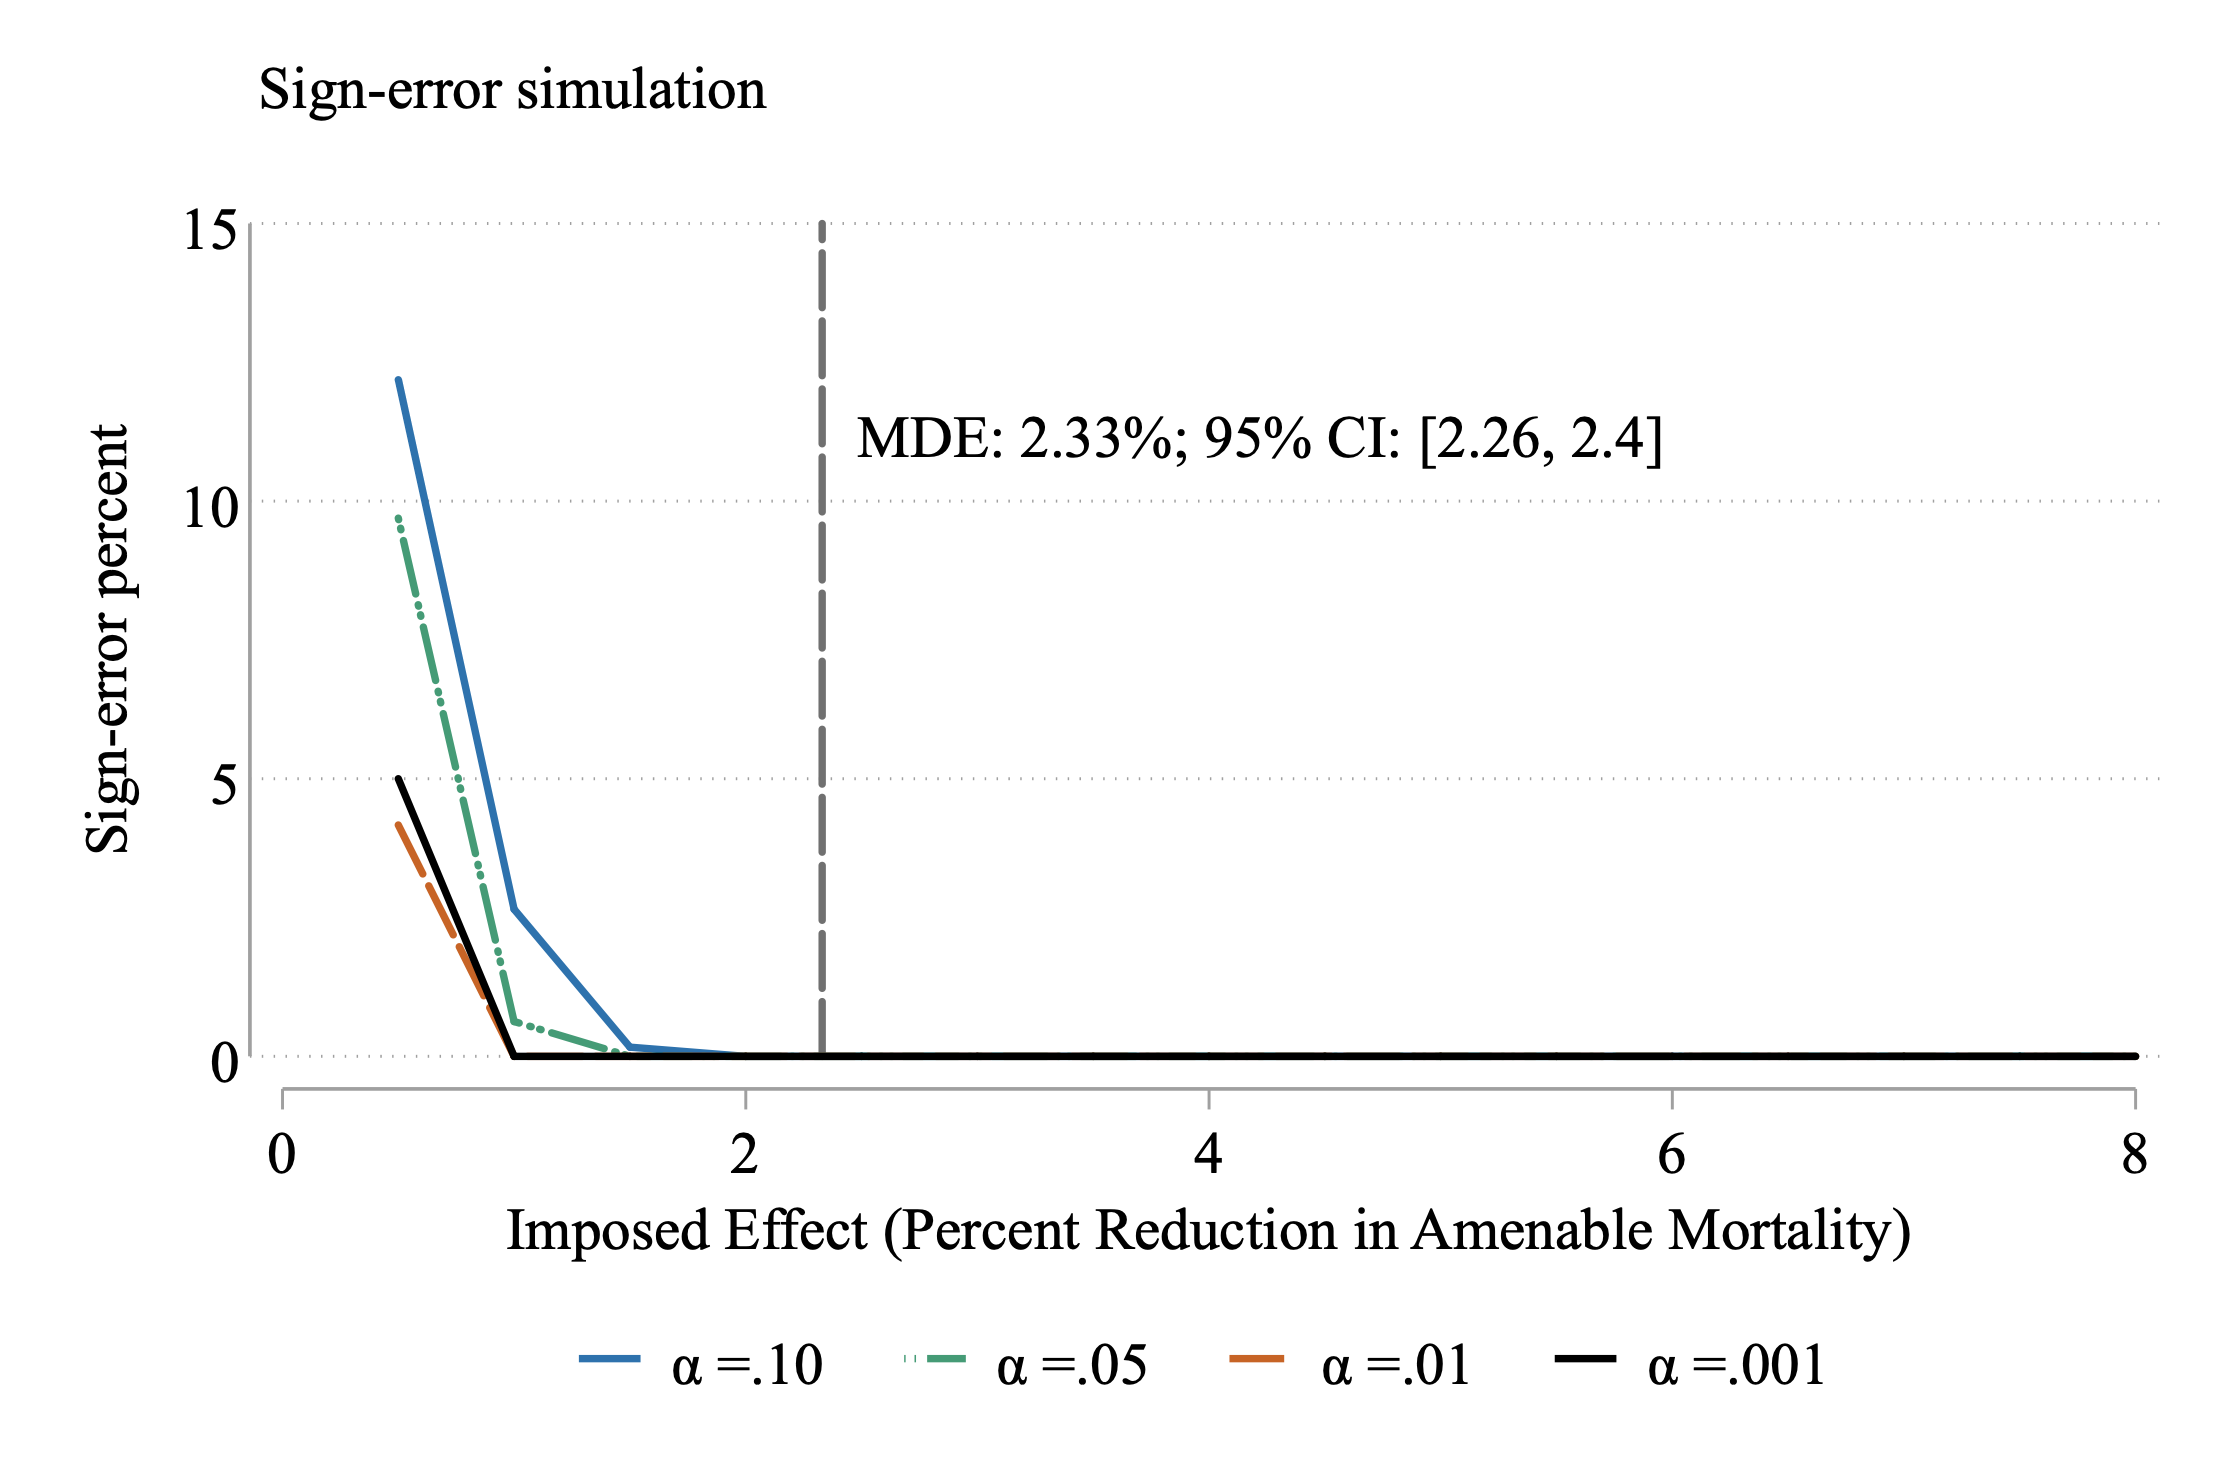 Sign-error simulation
15
10
5
0
Sign-error percent
MDE: 2.33%; 95% CI: [2.26, 2.4]
0 2 4 6 8
Imposed Effect (Percent Reduction in Amenable Mortality)
α =.10 α =.05 α =.01 α =.001